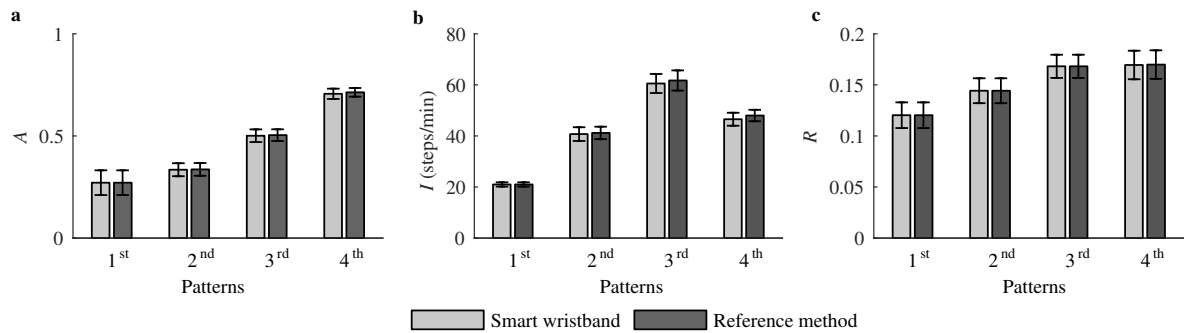 a
1
0.5
0
A
1st 2nd 3rd 4th
Patterns
b
80
60
40
20
0
I (steps/min)
1st 2nd 3rd 4th
Patterns
c
0.2
0.15
0.1
0.05
0
R
1st 2nd 3rd 4th
Patterns
Smart wristband Reference method